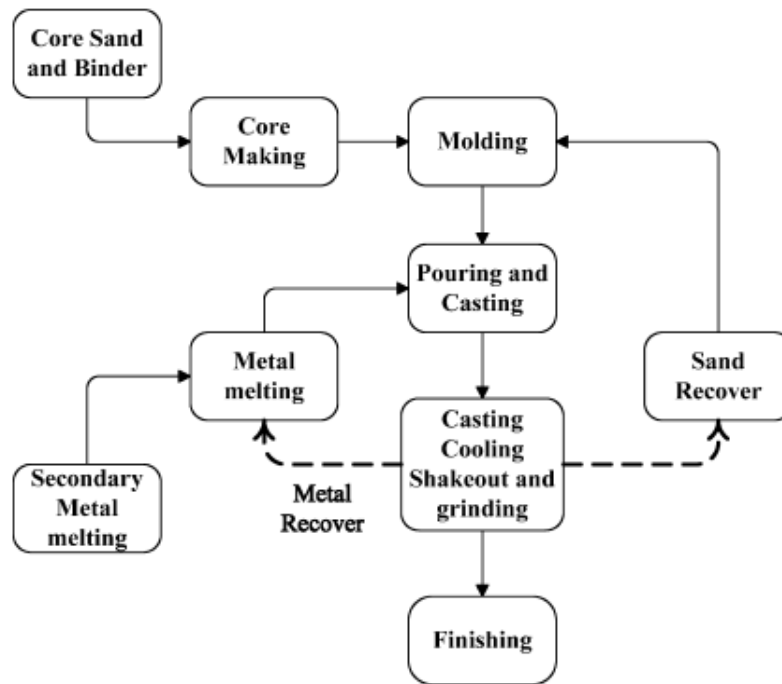 Core Sand
and Binder
Core
Making
Molding
Pouring and
Casting
Metal
melting
Sand
Recover
Casting
Cooling
Shakeout and
grinding
Secondary
Metal
melting
Metal
Recover
Finishing